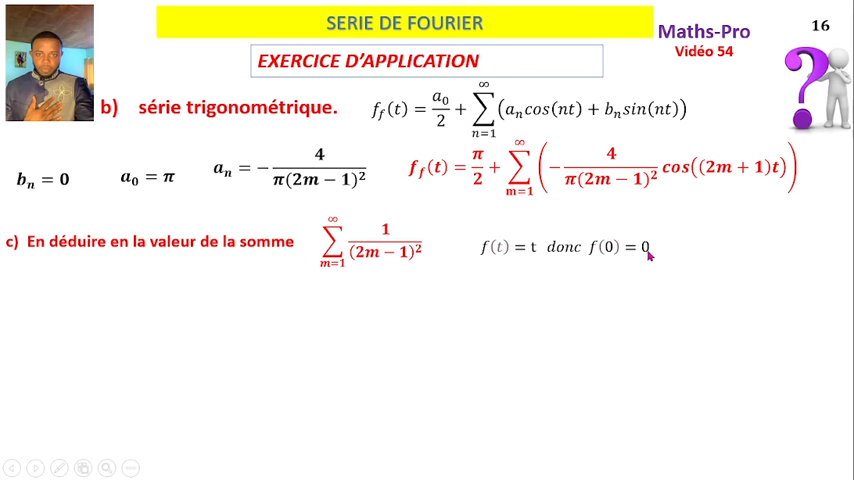 SERIE DE FOURIER
Maths-Pro
16
Vidéo 54
EXERCICE D'APPLICATION
b) série trigonométrique. f_f(t) = a_0/2 + ∑_{n=1}^{∞} (a_n cos(nt) + b_n sin(nt))
b_n = 0 a_0 = π a_n = − 4/(π(2m − 1)²) f_f(t) = π/2 + ∑_{m=1}^{∞} (− 4/(π(2m − 1)²) cos((2m + 1)t))
c) En déduire en la valeur de la somme ∑_{m=1}^{∞} 1/(2m − 1)² f(t) = t donc f(0) = 0